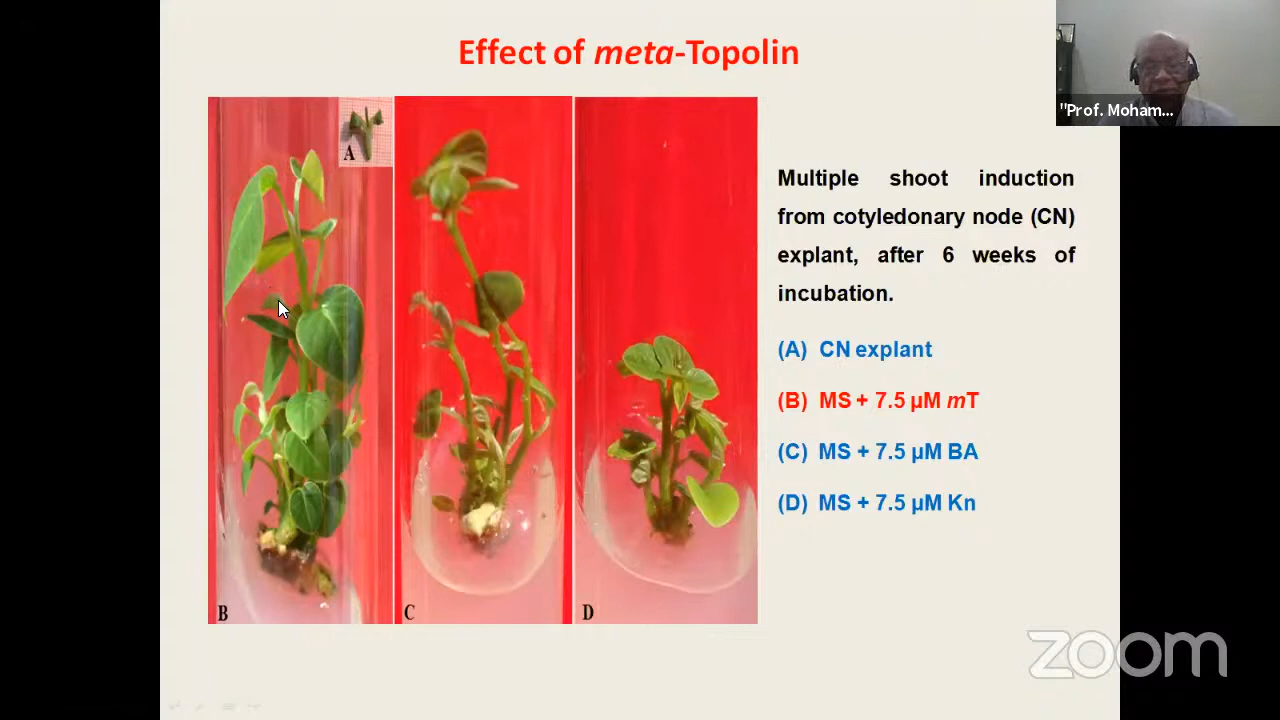 Effect of meta-Topolin
"Prof. Moham...
A
Multiple shoot induction
from cotyledonary node (CN)
explant, after 6 weeks of
incubation.
(A) CN explant
(B) MS + 7.5 µM mT
(C) MS + 7.5 µM BA
(D) MS + 7.5 µM Kn
B
C
D
zoom